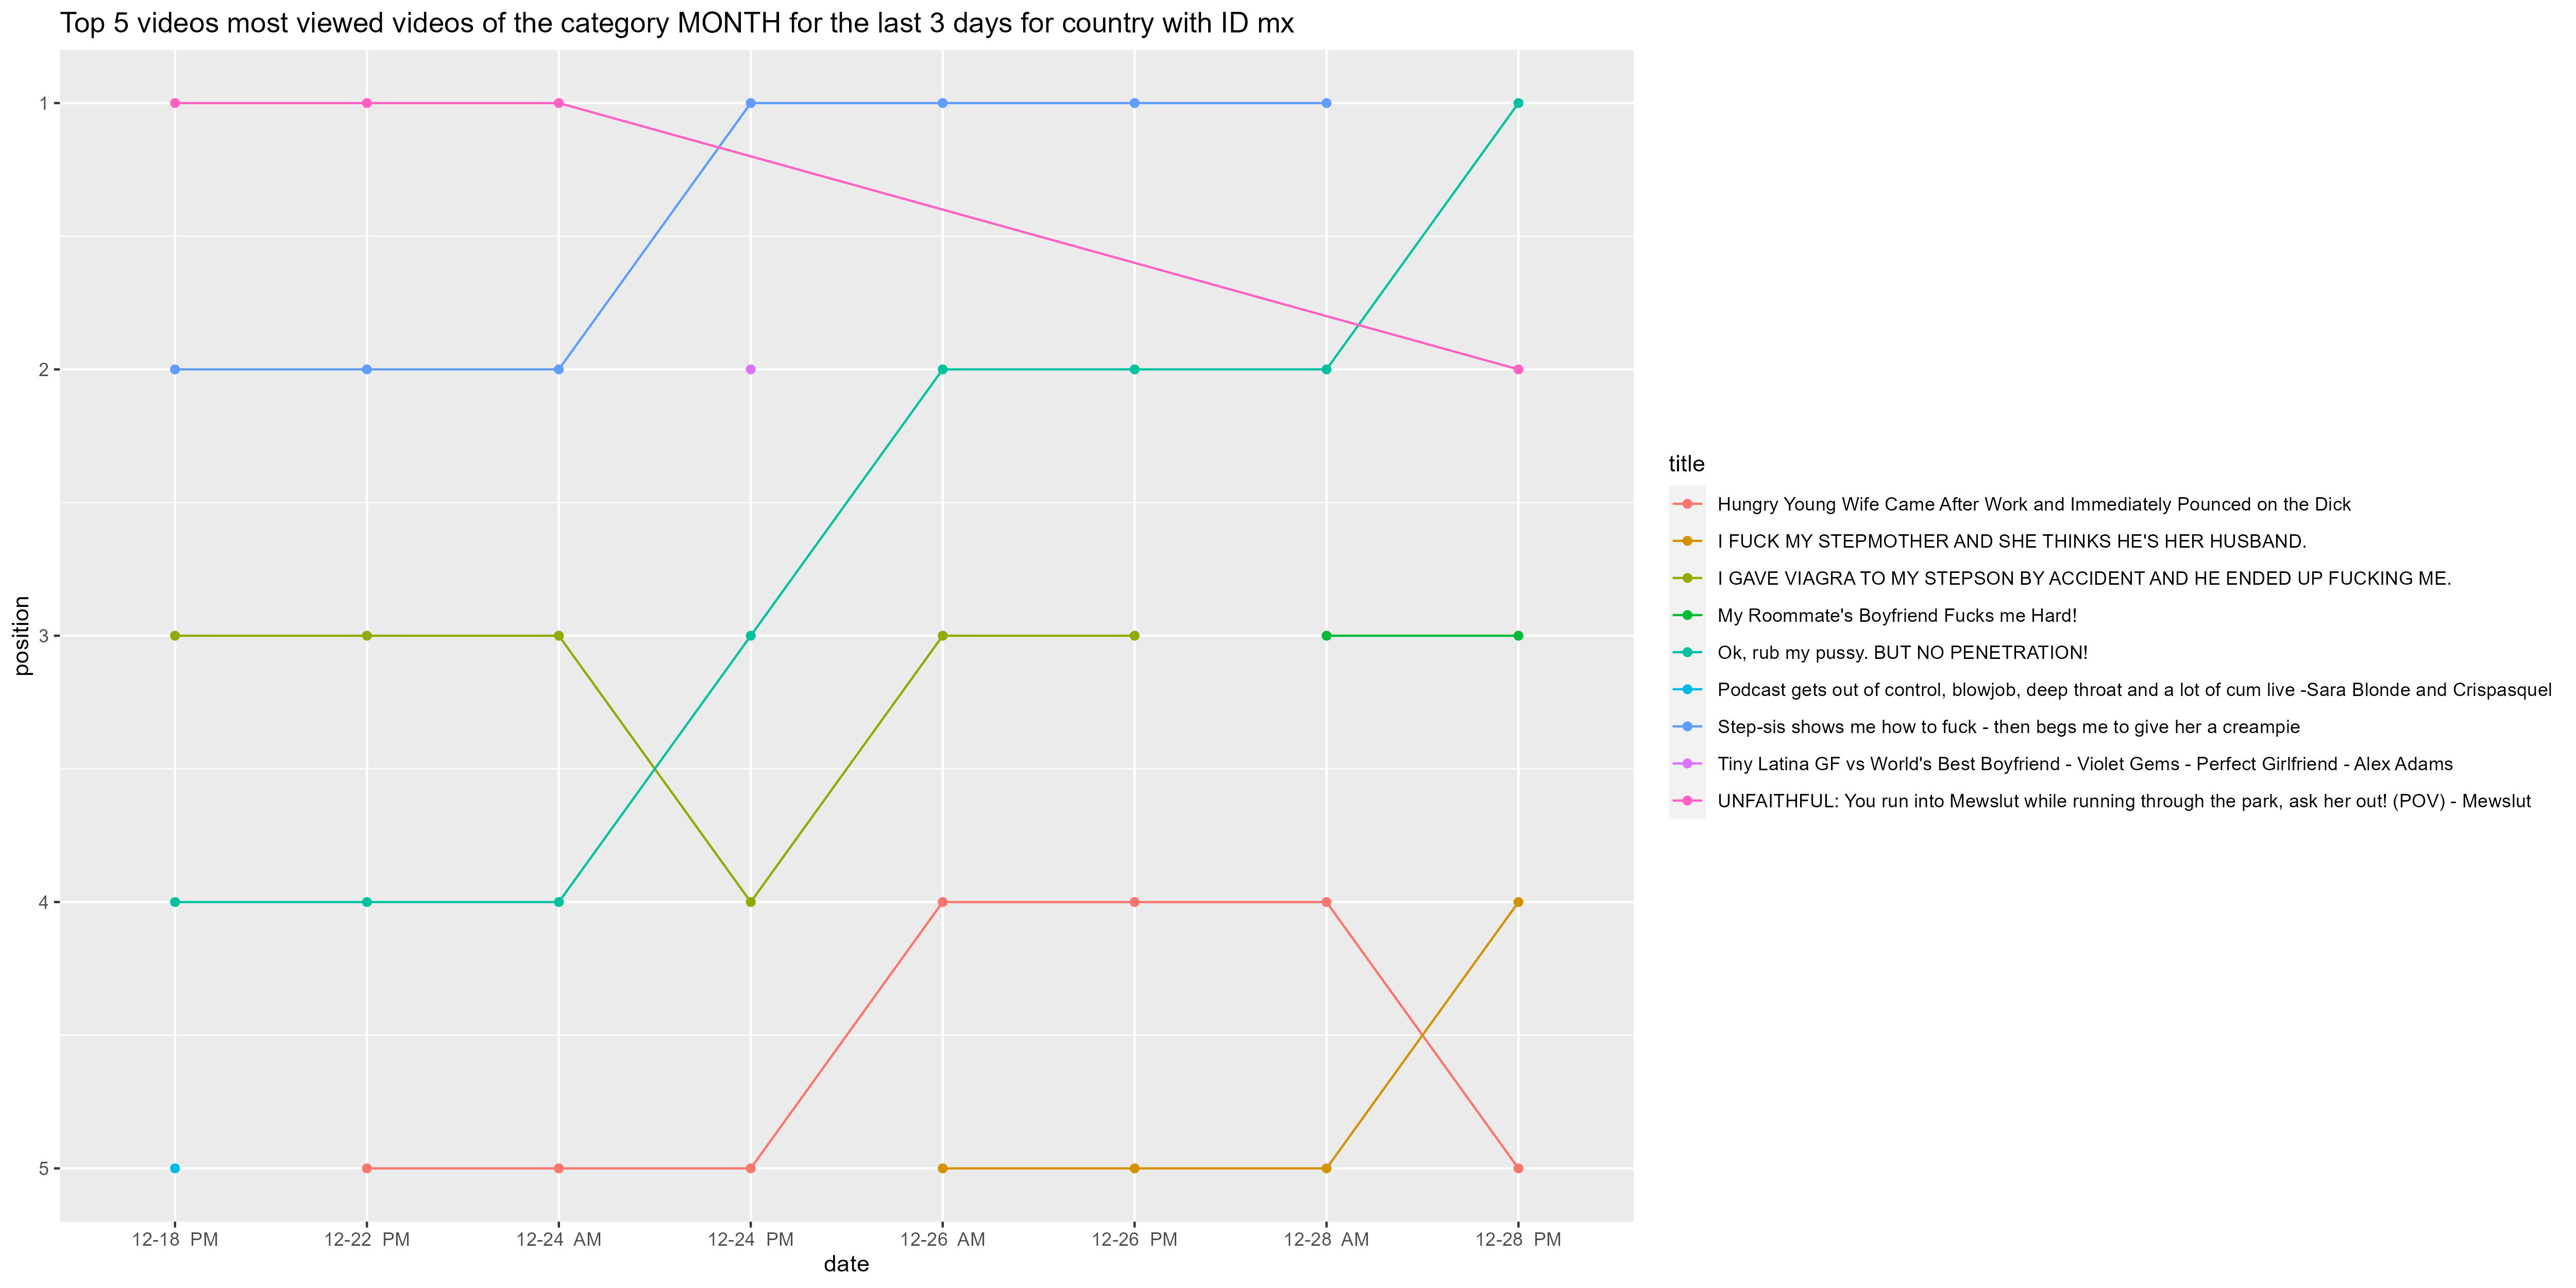 Top 5 videos most viewed videos of the category MONTH for the last 3 days for country with ID mx
position
1
2
3
4
5
12-18 PM
12-22 PM
12-24 AM
12-24 PM
12-26 AM
12-26 PM
12-28 AM
12-28 PM
date
title
Hungry Young Wife Came After Work and Immediately Pounced on the Dick
I FUCK MY STEPMOTHER AND SHE THINKS HE'S HER HUSBAND.
I GAVE VIAGRA TO MY STEPSON BY ACCIDENT AND HE ENDED UP FUCKING ME.
My Roommate's Boyfriend Fucks me Hard!
Ok, rub my pussy. BUT NO PENETRATION!
Podcast gets out of control, blowjob, deep throat and a lot of cum live -Sara Blonde and Crispasquel
Step-sis shows me how to fuck - then begs me to give her a creampie
Tiny Latina GF vs World's Best Boyfriend - Violet Gems - Perfect Girlfriend - Alex Adams
UNFAITHFUL: You run into Mewslut while running through the park, ask her out! (POV) - Mewslut